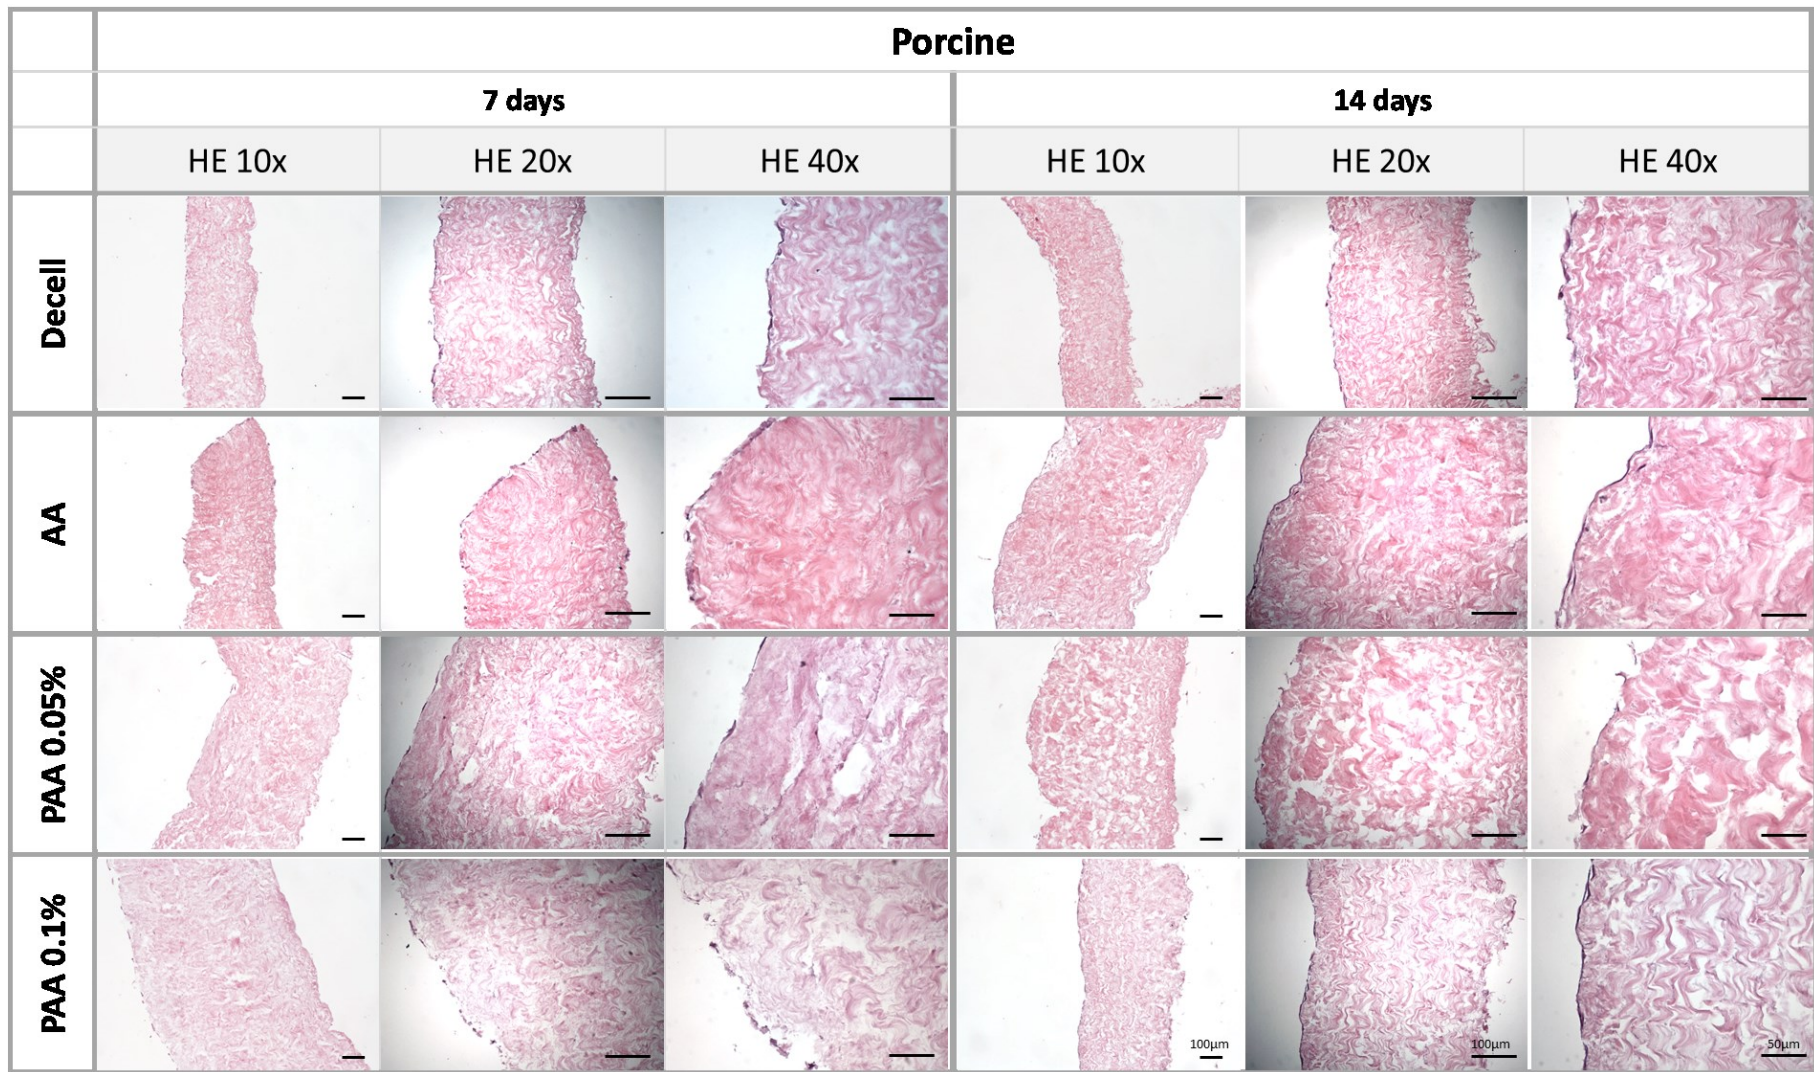 Porcine
7 days
14 days
HE 10x
HE 20x
HE 40x
HE 10x
HE 20x
HE 40x
Decell
AA
PAA 0.05%
PAA 0.1%
100µm
100µm
50µm